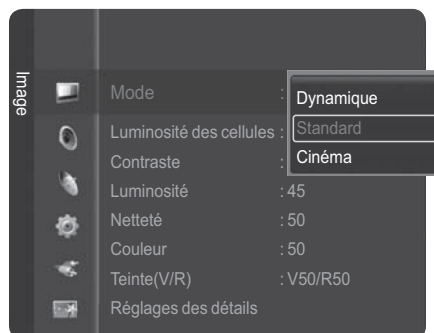 Image
Mode :
Dynamique
Standard
Cinéma
Luminosité des cellules :
Contraste :
Luminosité : 45
Netteté : 50
Couleur : 50
Teinte(V/R) : V50/R50
Réglages des détails